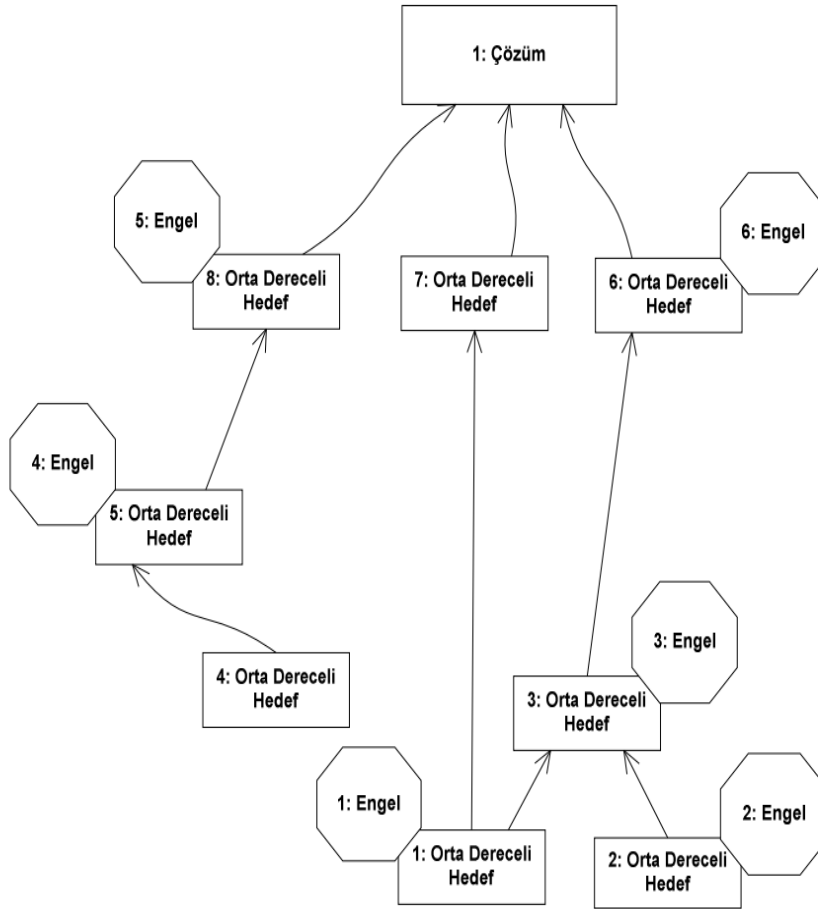 1: Çözüm
5: Engel
6: Engel
8: Orta Dereceli
Hedef
7: Orta Dereceli
Hedef
6: Orta Dereceli
Hedef
4: Engel
5: Orta Dereceli
Hedef
3: Engel
4: Orta Dereceli
Hedef
3: Orta Dereceli
Hedef
1: Engel
2: Engel
1: Orta Dereceli
Hedef
2: Orta Dereceli
Hedef